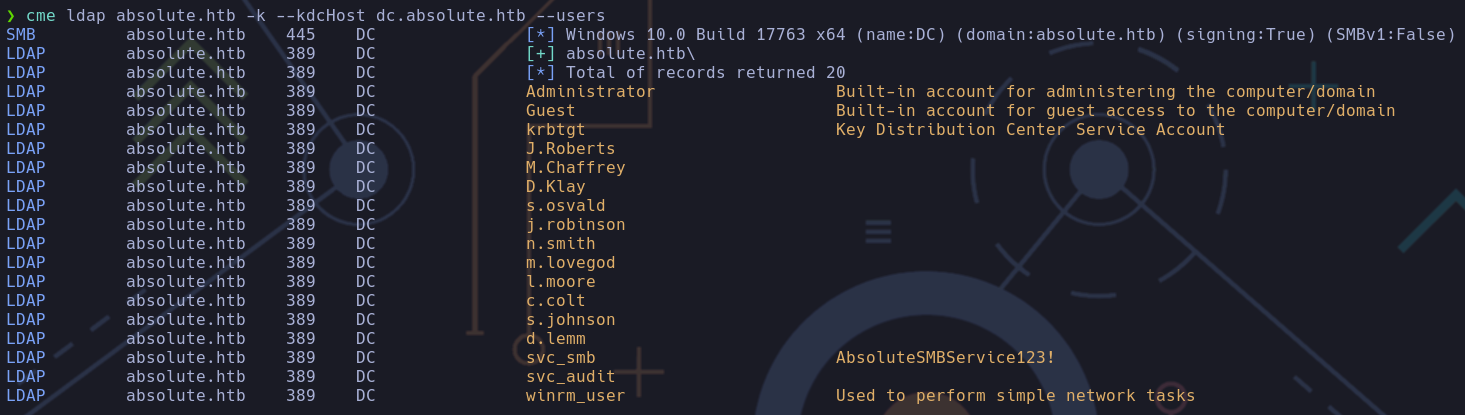 ❯ cme ldap absolute.htb -k --kdcHost dc.absolute.htb --users
SMB absolute.htb 445 DC [*] Windows 10.0 Build 17763 x64 (name:DC) (domain:absolute.htb) (signing:True) (SMBv1:False)
LDAP absolute.htb 389 DC [+] absolute.htb\
LDAP absolute.htb 389 DC [*] Total of records returned 20
LDAP absolute.htb 389 DC Administrator Built-in account for administering the computer/domain
LDAP absolute.htb 389 DC Guest Built-in account for guest access to the computer/domain
LDAP absolute.htb 389 DC krbtgt Key Distribution Center Service Account
LDAP absolute.htb 389 DC J.Roberts
LDAP absolute.htb 389 DC M.Chaffrey
LDAP absolute.htb 389 DC D.Klay
LDAP absolute.htb 389 DC s.osvald
LDAP absolute.htb 389 DC j.robinson
LDAP absolute.htb 389 DC n.smith
LDAP absolute.htb 389 DC m.lovegod
LDAP absolute.htb 389 DC l.moore
LDAP absolute.htb 389 DC c.colt
LDAP absolute.htb 389 DC s.johnson
LDAP absolute.htb 389 DC d.lemm
LDAP absolute.htb 389 DC svc_smb AbsoluteSMBService123!
LDAP absolute.htb 389 DC svc_audit
LDAP absolute.htb 389 DC winrm_user Used to perform simple network tasks